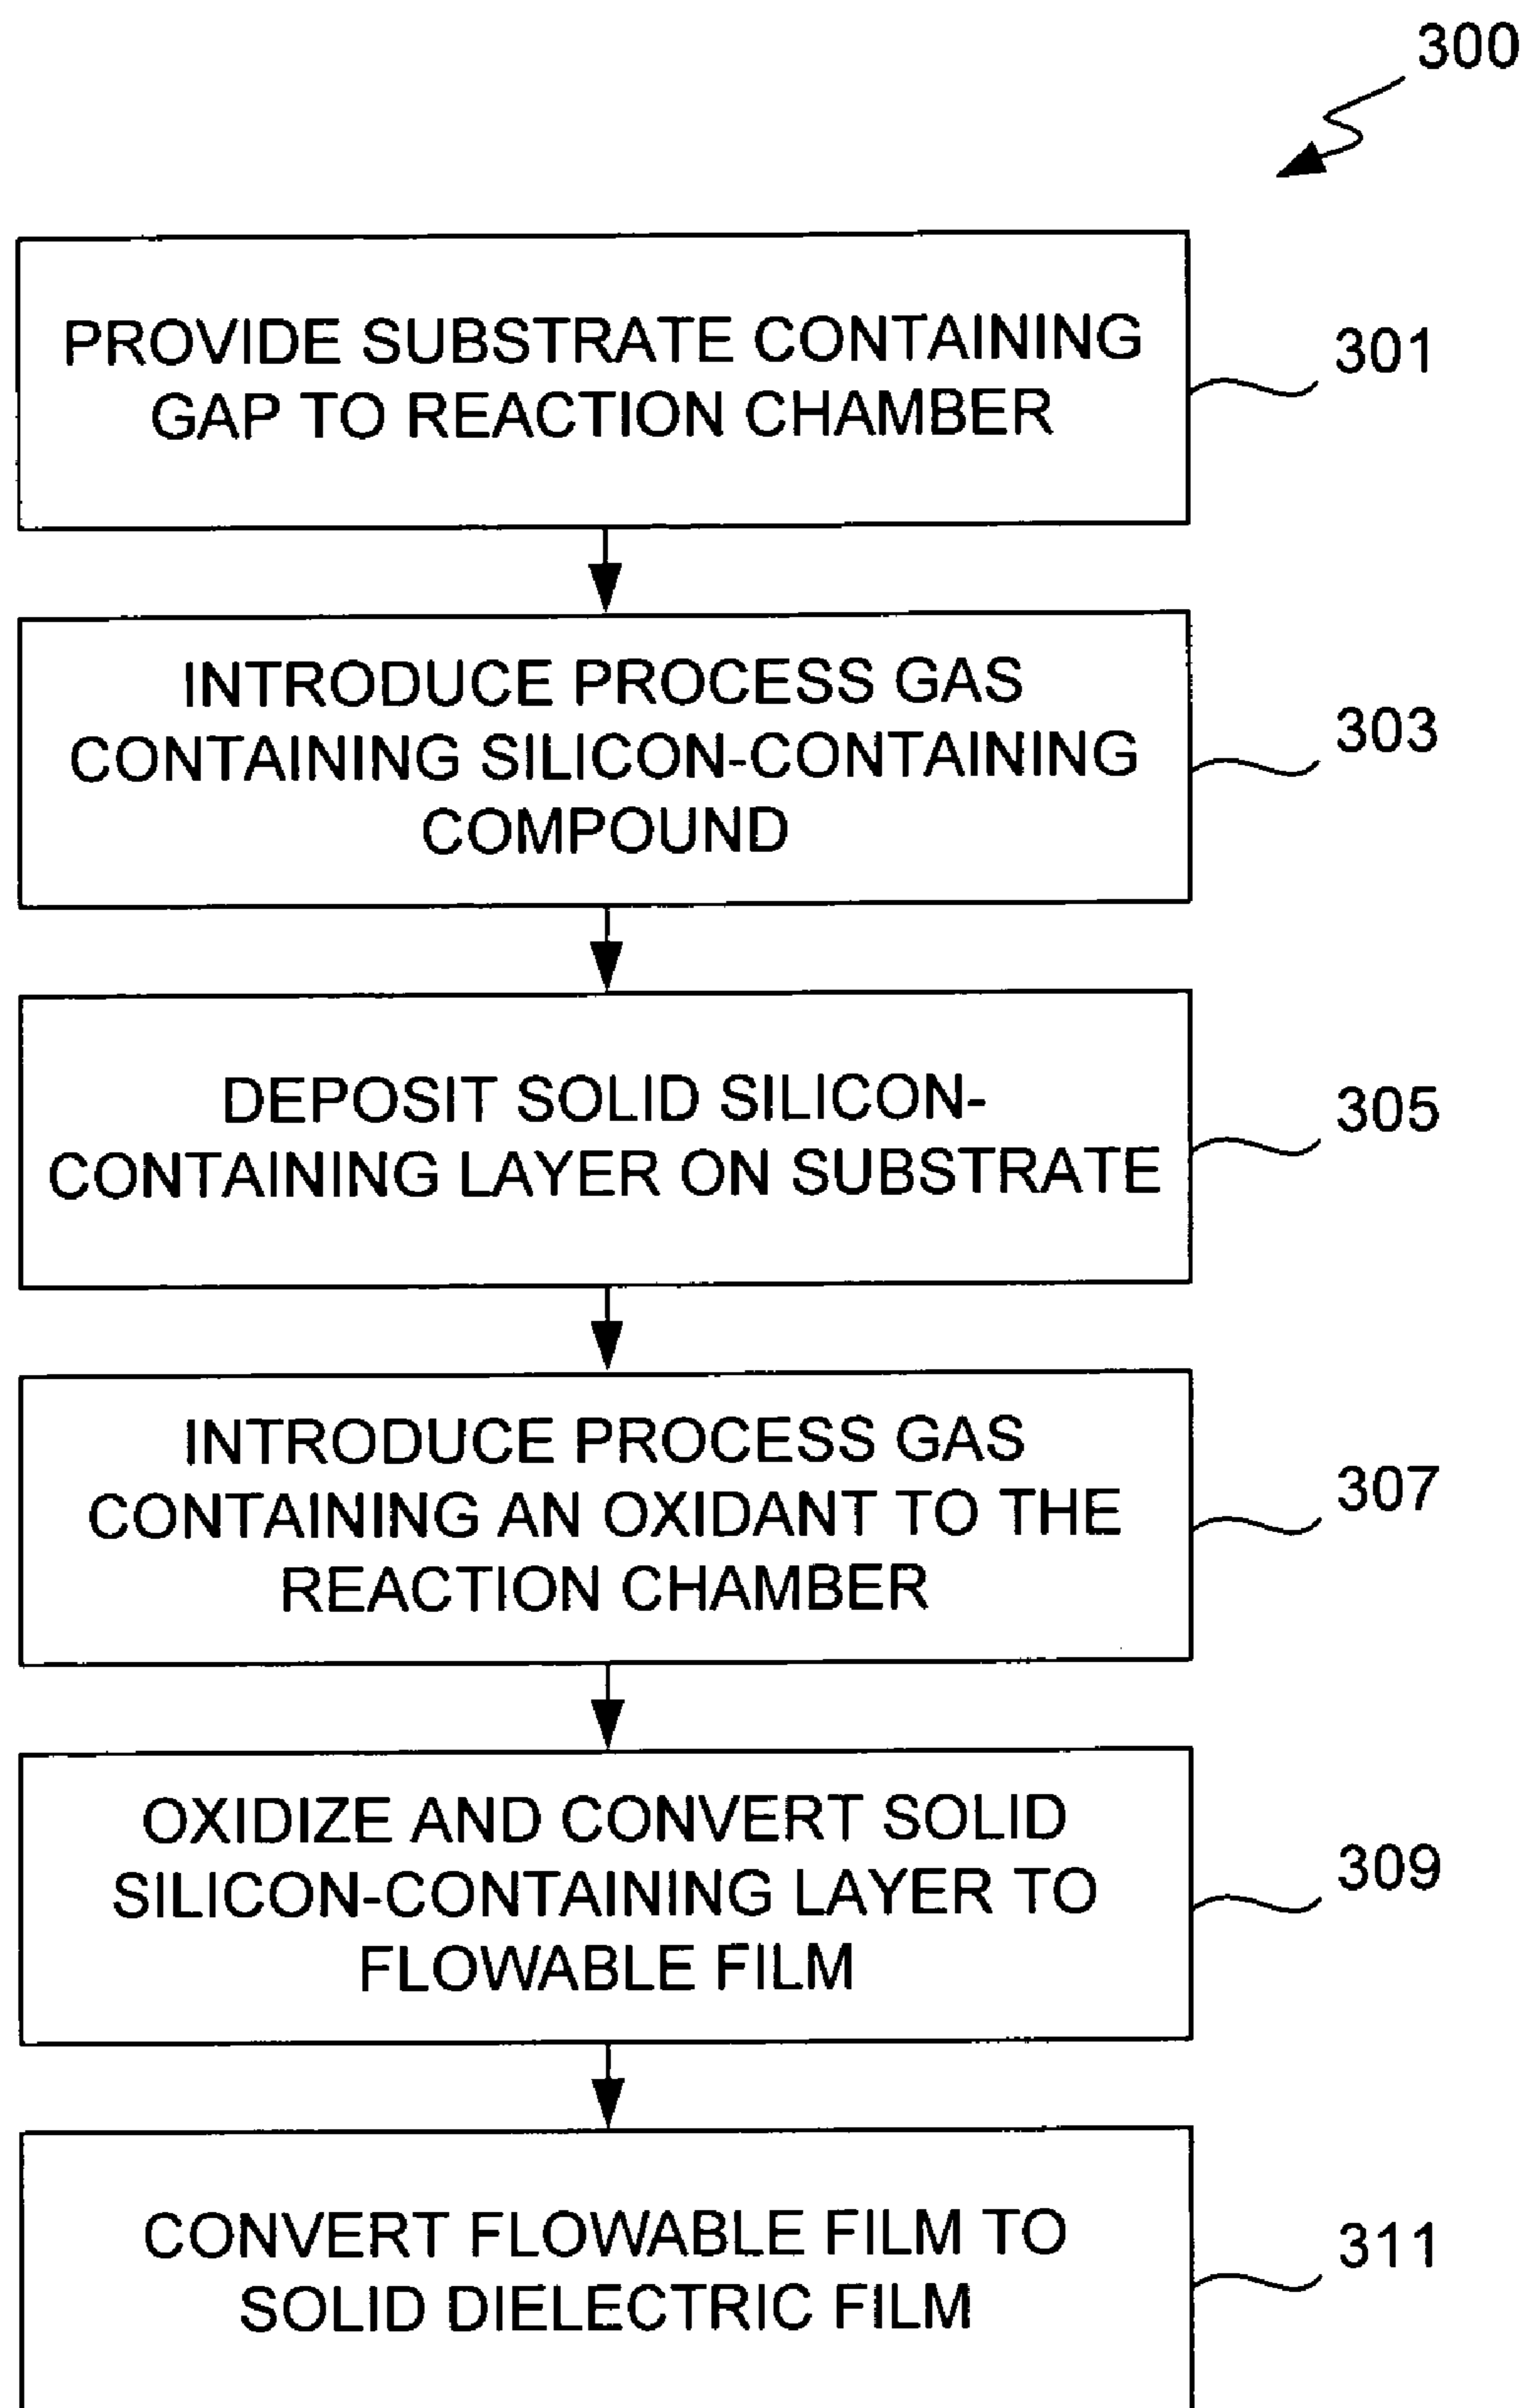 300
PROVIDE SUBSTRATE CONTAINING
GAP TO REACTION CHAMBER
301
INTRODUCE PROCESS GAS
CONTAINING SILICON-CONTAINING
COMPOUND
303
DEPOSIT SOLID SILICON-
CONTAINING LAYER ON SUBSTRATE
305
INTRODUCE PROCESS GAS
CONTAINING AN OXIDANT TO THE
REACTION CHAMBER
307
OXIDIZE AND CONVERT SOLID
SILICON-CONTAINING LAYER TO
FLOWABLE FILM
309
CONVERT FLOWABLE FILM TO
SOLID DIELECTRIC FILM
311